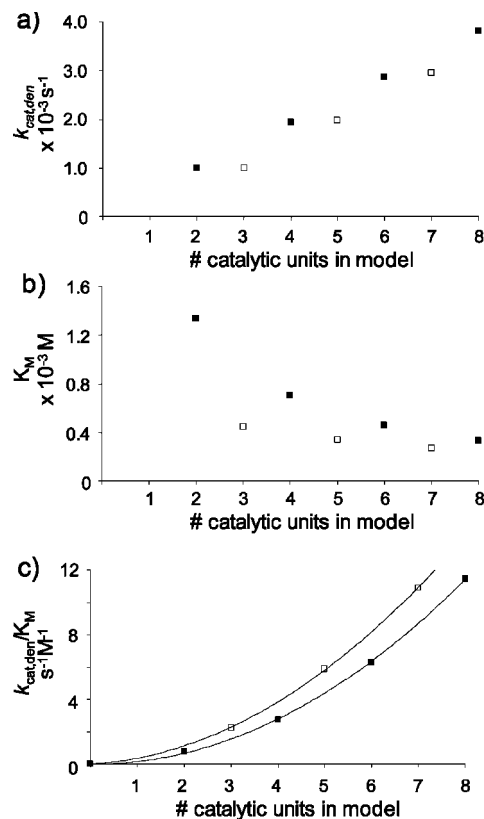 a)
k_cat,den
x 10⁻³ s⁻¹
4.0
3.0
2.0
1.0
0
1 2 3 4 5 6 7 8
# catalytic units in model
b)
K_M
x 10⁻³ M
1.6
1.2
0.8
0.4
0
1 2 3 4 5 6 7 8
# catalytic units in model
c)
k_cat,den/K_M
s⁻¹M⁻¹
12
8
4
0
1 2 3 4 5 6 7 8
# catalytic units in model